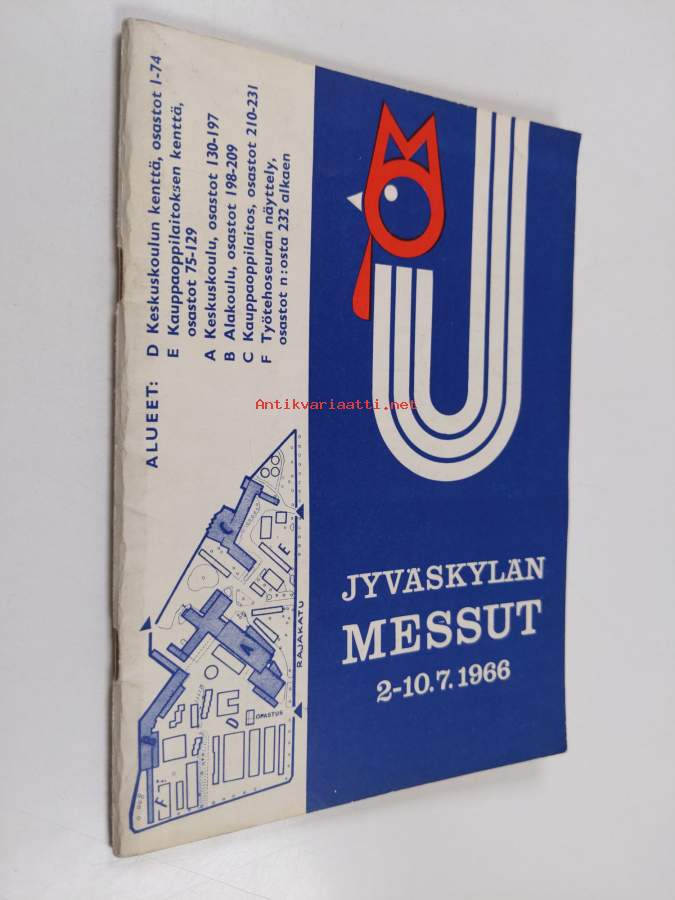 ALUEET:
D Keskuskoulun kenttä, osastot 1-74
E Kauppaoppilaitoksen kenttä,
osastot 75-129
A Keskuskoulu, osastot 130-197
B Alakoulu, osastot 198-209
C Kauppaoppilaitos, osastot 210-231
F Työtehoseuran näyttely,
osastot n:osta 232 alkaen
Antikvariaatti.net
C
E
RAJAKATU
A
OPASTUS
B
F
JYVÄSKYLÄN
MESSUT
2-10.7.1966